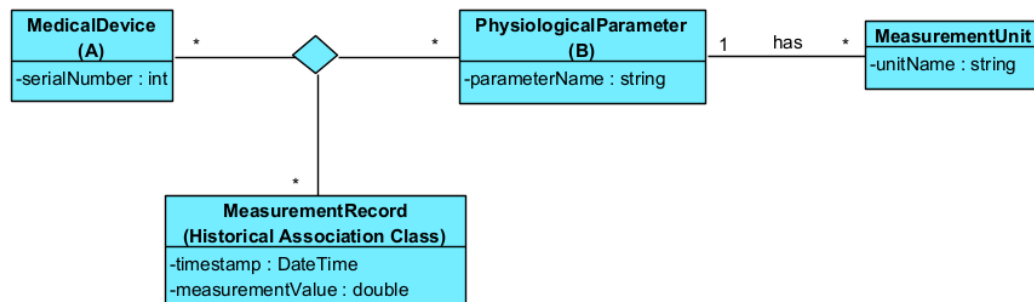 MedicalDevice
(A)
-serialNumber : int
*
*
PhysiologicalParameter
(B)
-parameterName : string
1
has
*
MeasurementUnit
-unitName : string
*
MeasurementRecord
(Historical Association Class)
-timestamp : DateTime
-measurementValue : double